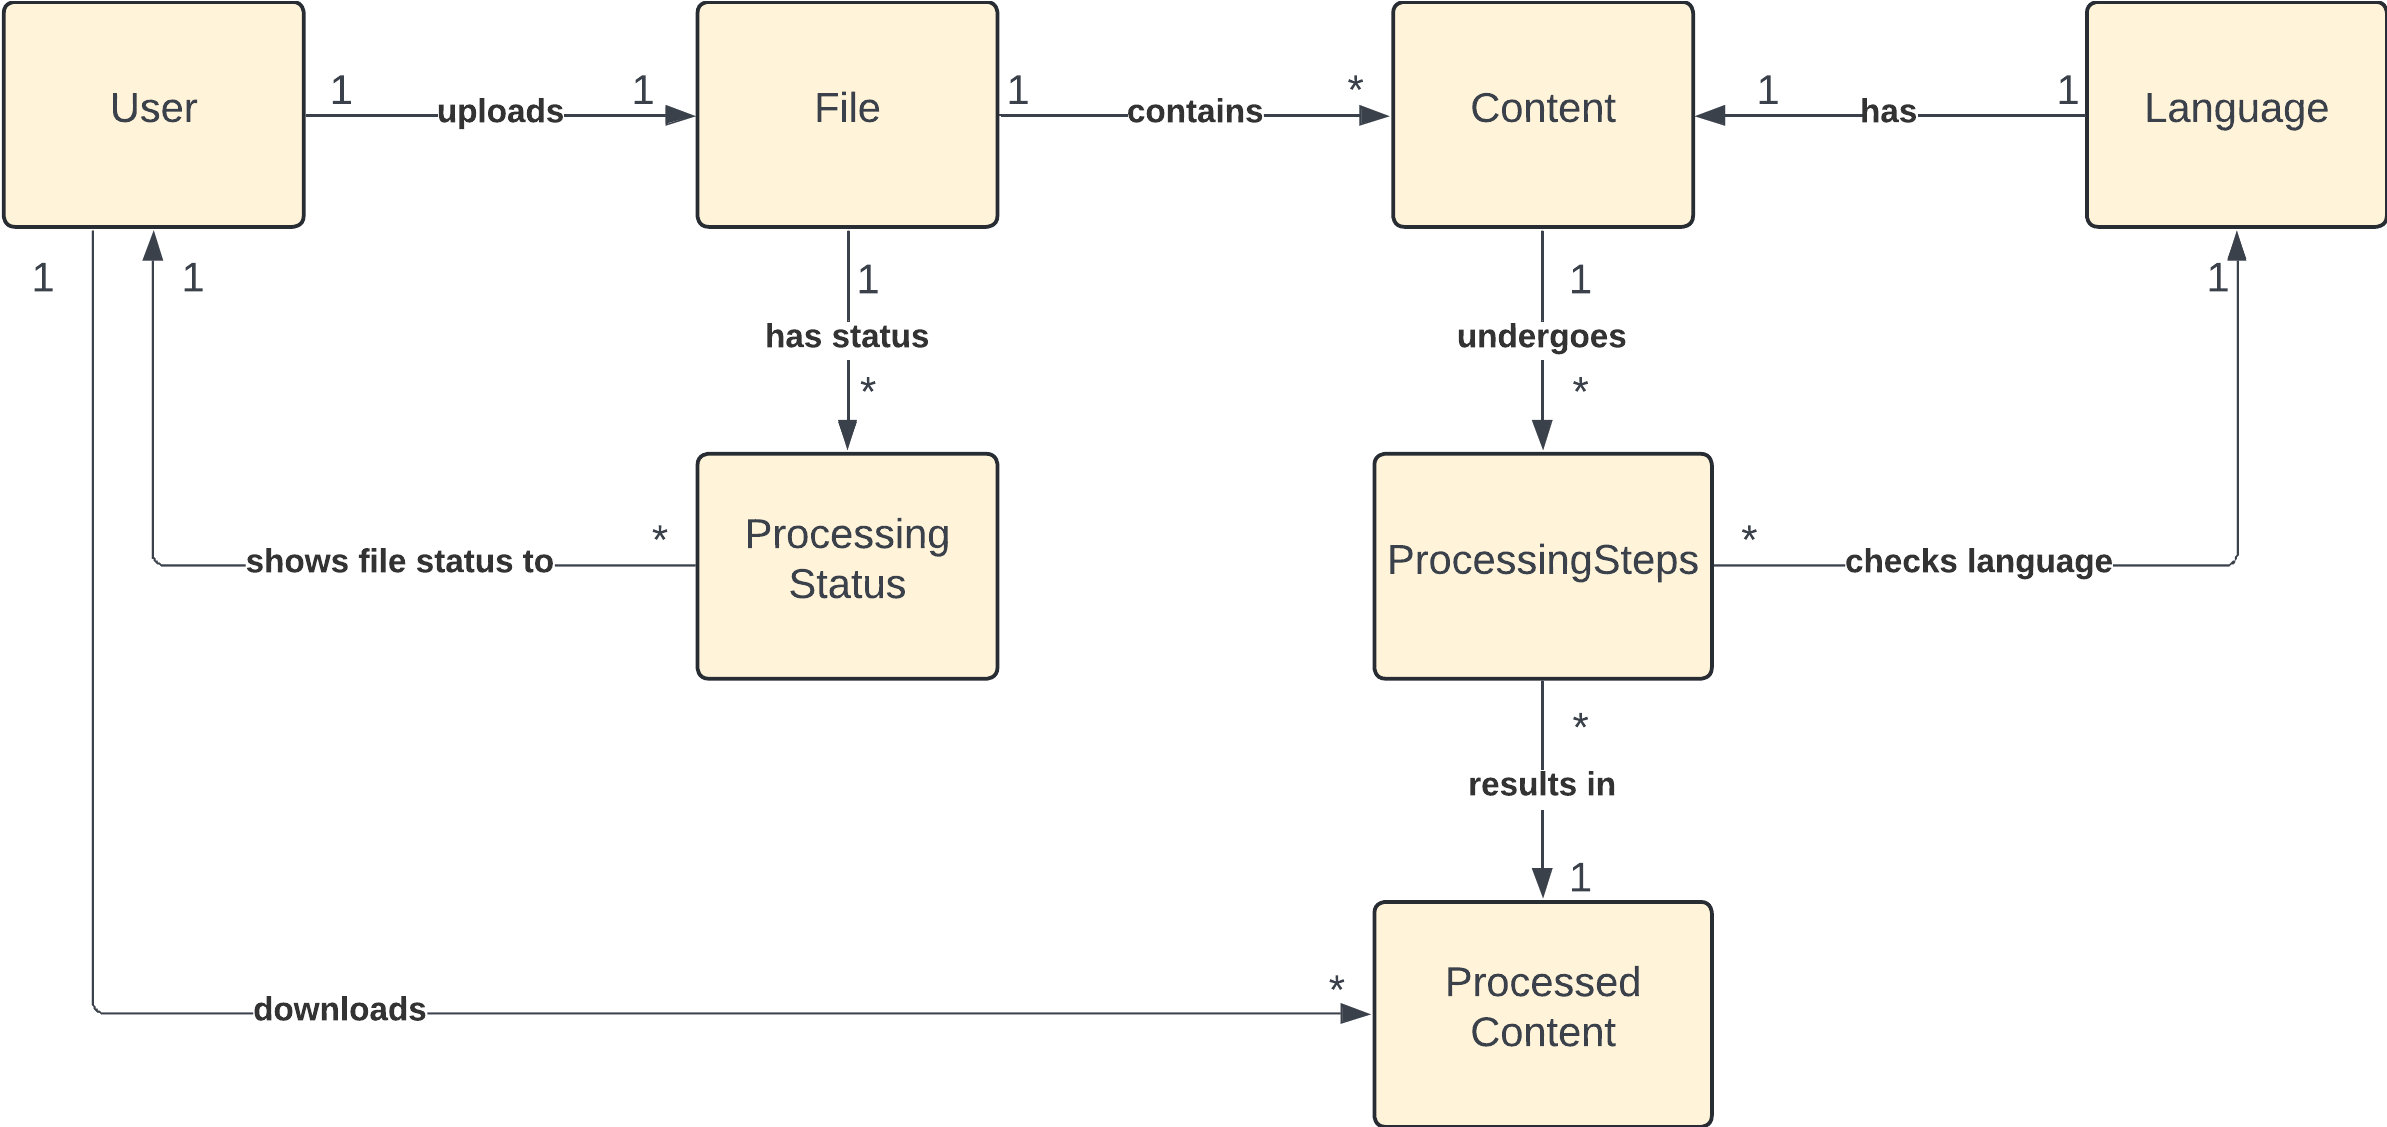 User
1
uploads
1
File
1
contains
*
Content
1
has
1
Language
1
1
1
has status
*
1
undergoes
*
1
shows file status to
*
Processing
Status
ProcessingSteps
*
checks language
*
results in
1
downloads
*
Processed
Content